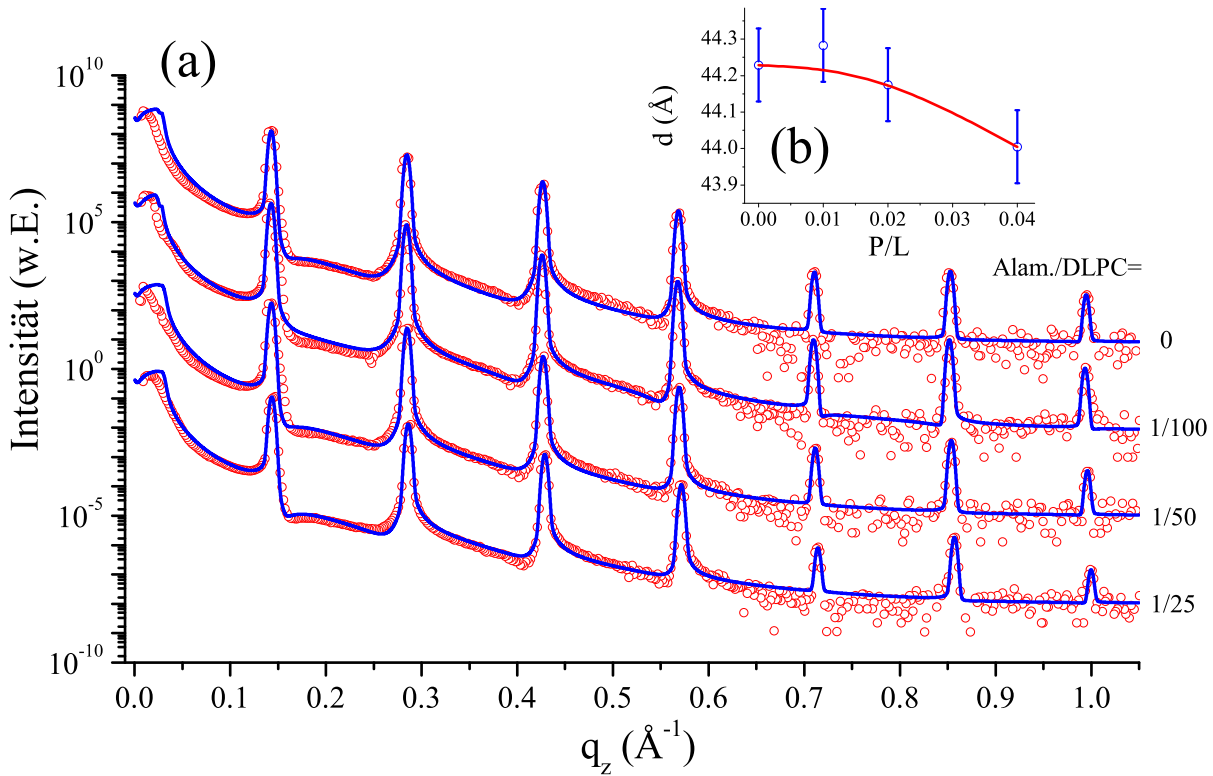 (a)
(b)
44.3
44.2
44.1
44.0
43.9
d (Å)
0.00 0.01 0.02 0.03 0.04
P/L
Alam./DLPC=
0
1/100
1/50
1/25
10^10
10^5
10^0
10^-5
10^-10
Intensität (w.E.)
0.0 0.1 0.2 0.3 0.4 0.5 0.6 0.7 0.8 0.9 1.0
q_z (Å^-1)